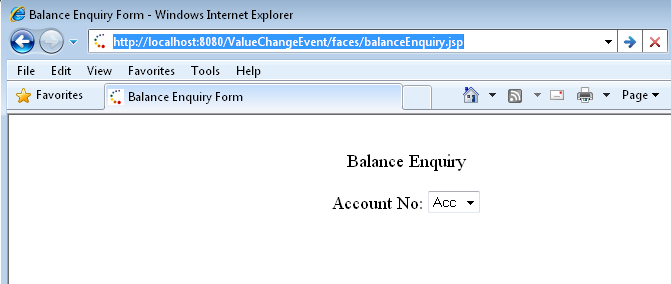 Balance Enquiry Form - Windows Internet Explorer
http://localhost:8080/ValueChangeEvent/faces/balanceEnquiry.jsp
File Edit View Favorites Tools Help
Favorites Balance Enquiry Form Page
Balance Enquiry
Account No: Acc